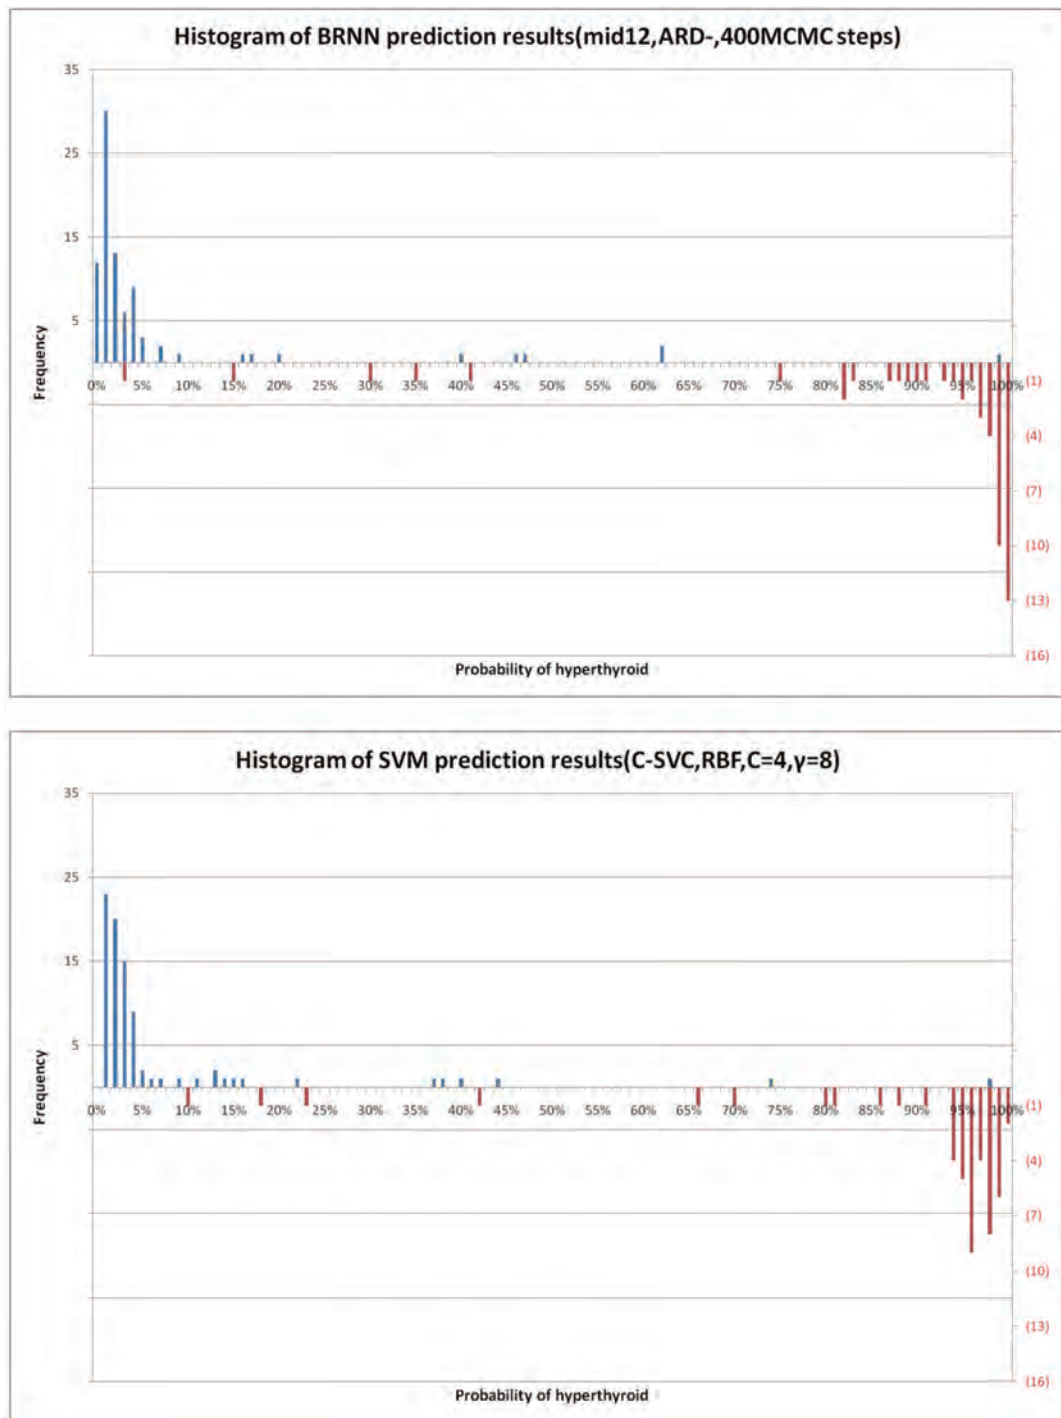 Histogram of BRNN prediction results(mid12,ARD-,400MCMC steps)
35
25
15
5
Frequency
0% 5% 10% 15% 20% 25% 30% 35% 40% 45% 50% 55% 60% 65% 70% 75% 80% 85% 90% 95% 100%
(1)
(4)
(7)
(10)
(13)
(16)
Probability of hyperthyroid
Histogram of SVM prediction results(C-SVC,RBF,C=4,γ=8)
35
25
15
5
Frequency
0% 5% 10% 15% 20% 25% 30% 35% 40% 45% 50% 55% 60% 65% 70% 75% 80% 85% 90% 95% 100%
(1)
(4)
(7)
(10)
(13)
(16)
Probability of hyperthyroid